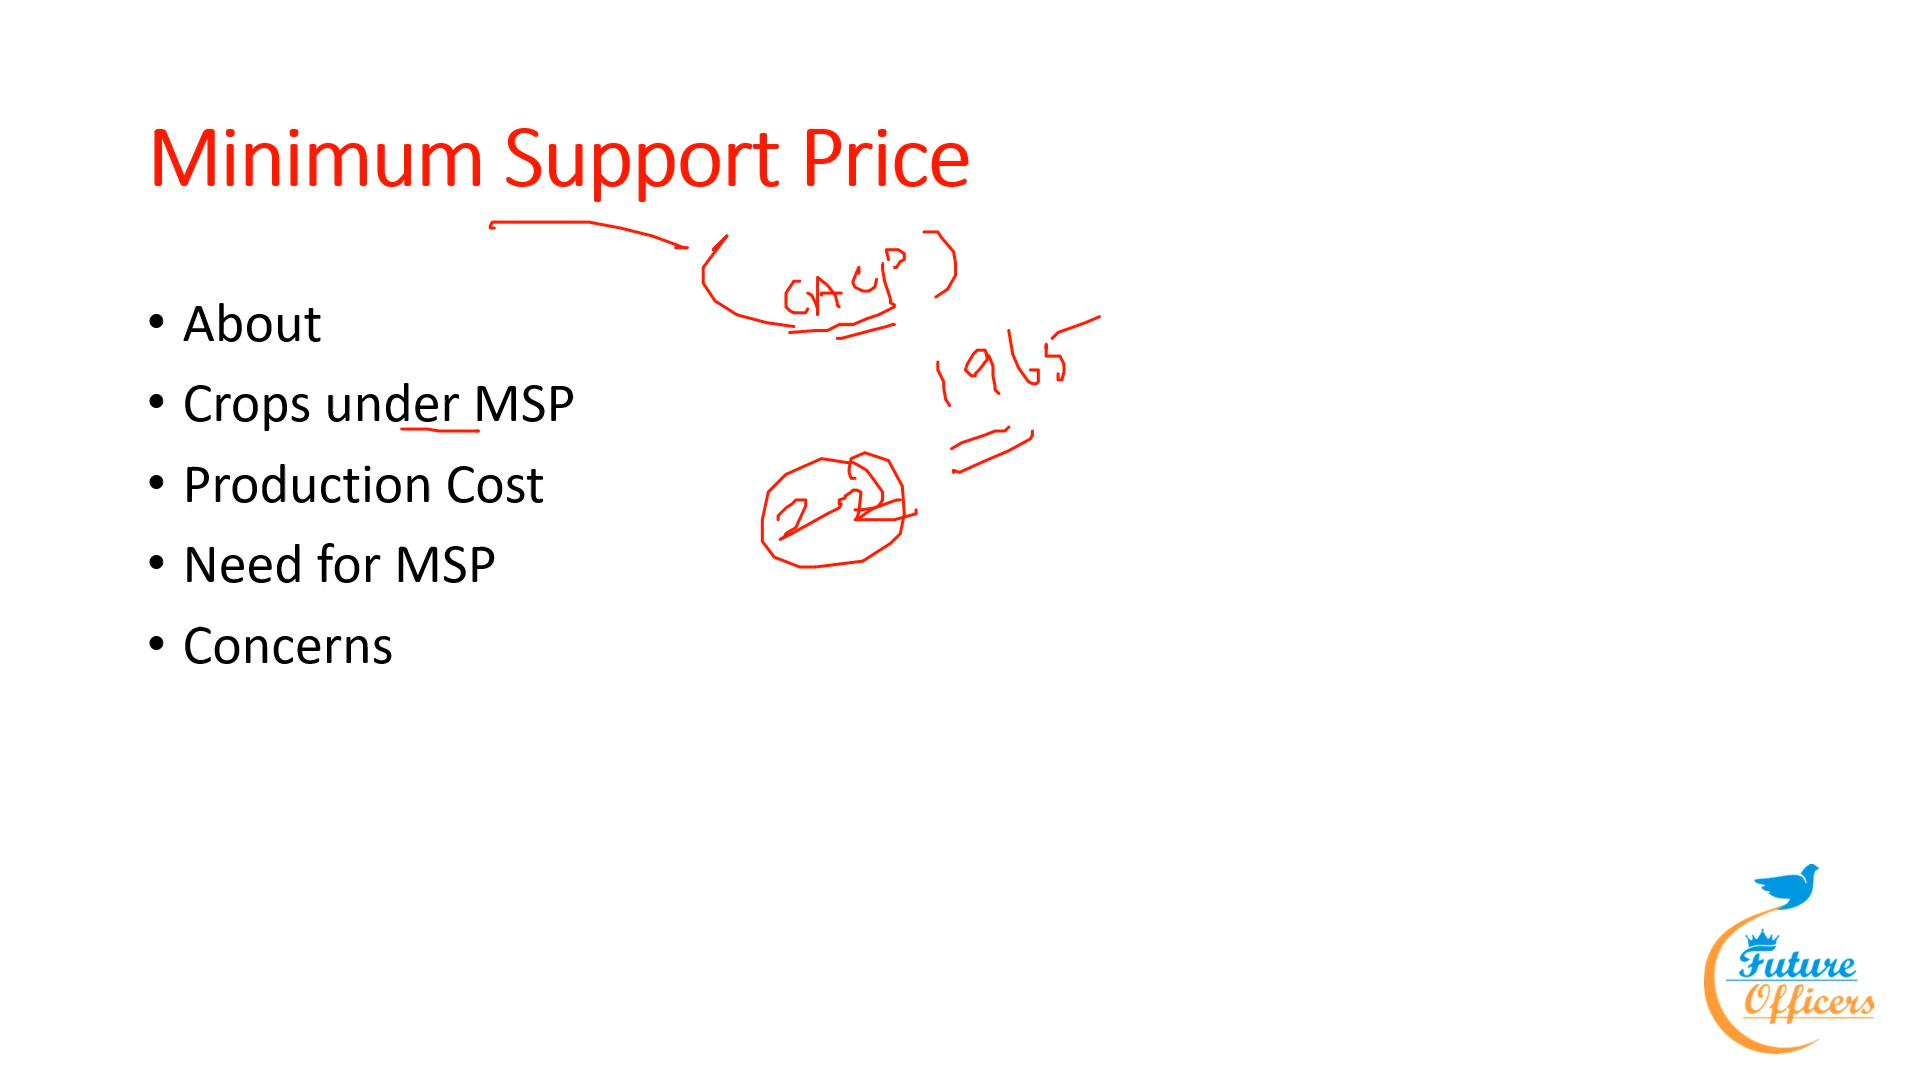 Minimum Support Price
(CACP)
• About
1965
• Crops under MSP
• Production Cost
22
• Need for MSP
• Concerns
Future
Officers